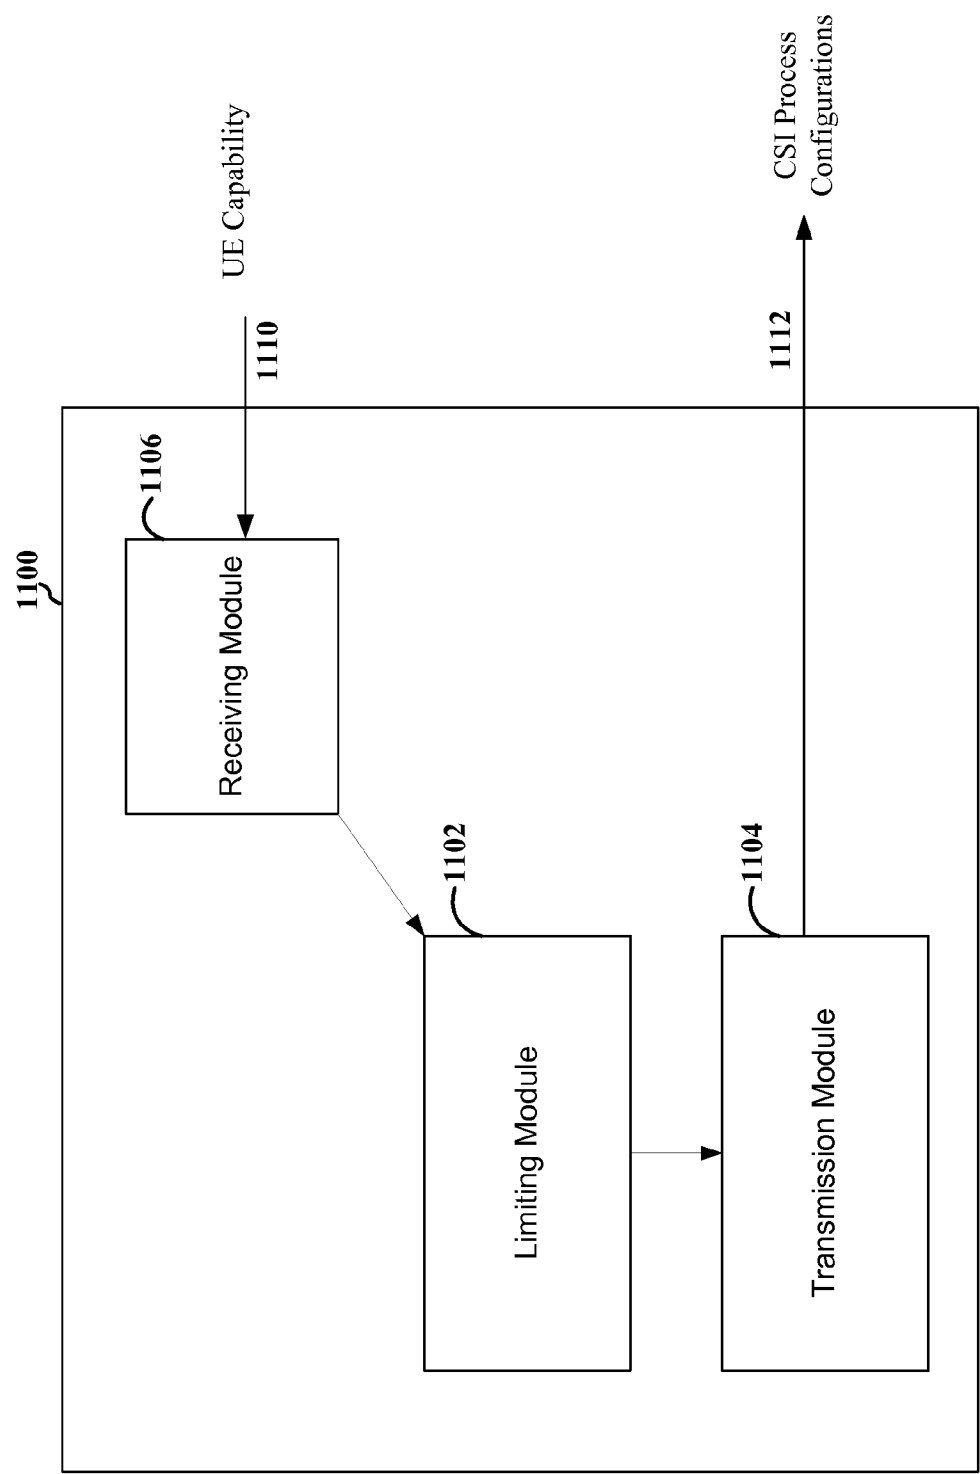 1100
1106
Receiving Module
UE Capability
1110
1102
Limiting Module
1104
Transmission Module
1112
CSI Process
Configurations